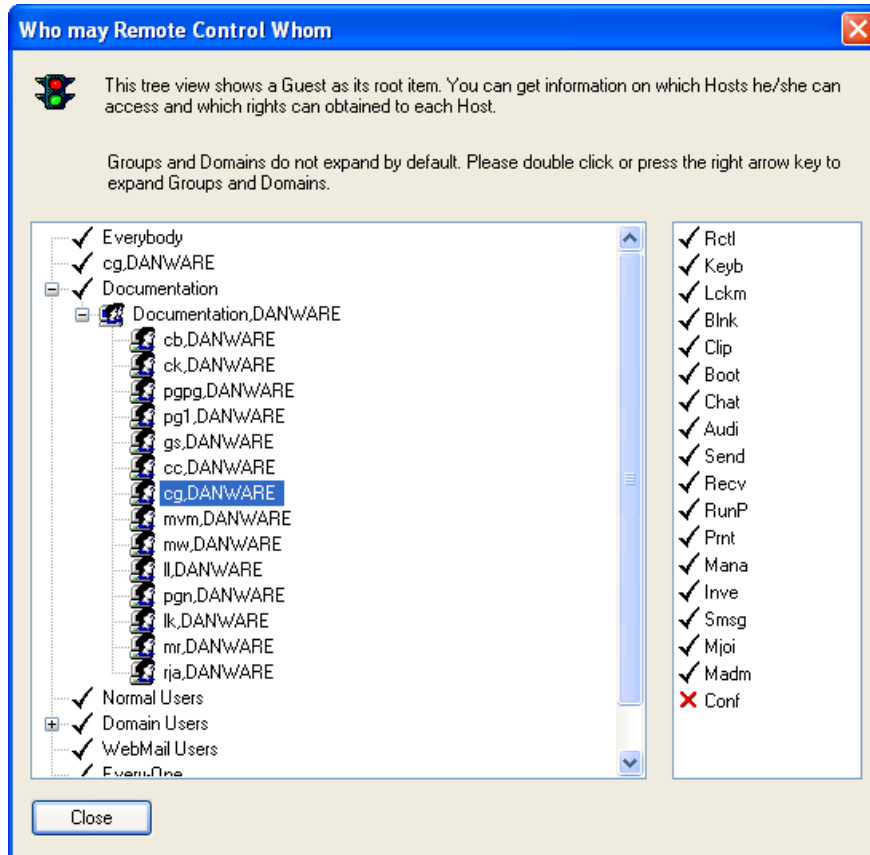 Who may Remote Control Whom
This tree view shows a Guest as its root item. You can get information on which Hosts he/she can
access and which rights can obtained to each Host.
Groups and Domains do not expand by default. Please double click or press the right arrow key to
expand Groups and Domains.
Everybody
cg,DANWARE
Documentation
Documentation,DANWARE
cb,DANWARE
ck,DANWARE
pgpg,DANWARE
pg1,DANWARE
gs,DANWARE
cc,DANWARE
cg,DANWARE
mvm,DANWARE
mw,DANWARE
ll,DANWARE
pgn,DANWARE
lk,DANWARE
mr,DANWARE
rja,DANWARE
Normal Users
Domain Users
WebMail Users
Every-One
Rctl
Keyb
Lckm
Blnk
Clip
Boot
Chat
Audi
Send
Recv
RunP
Prnt
Mana
Inve
Smsg
Mjoi
Madm
Conf
Close